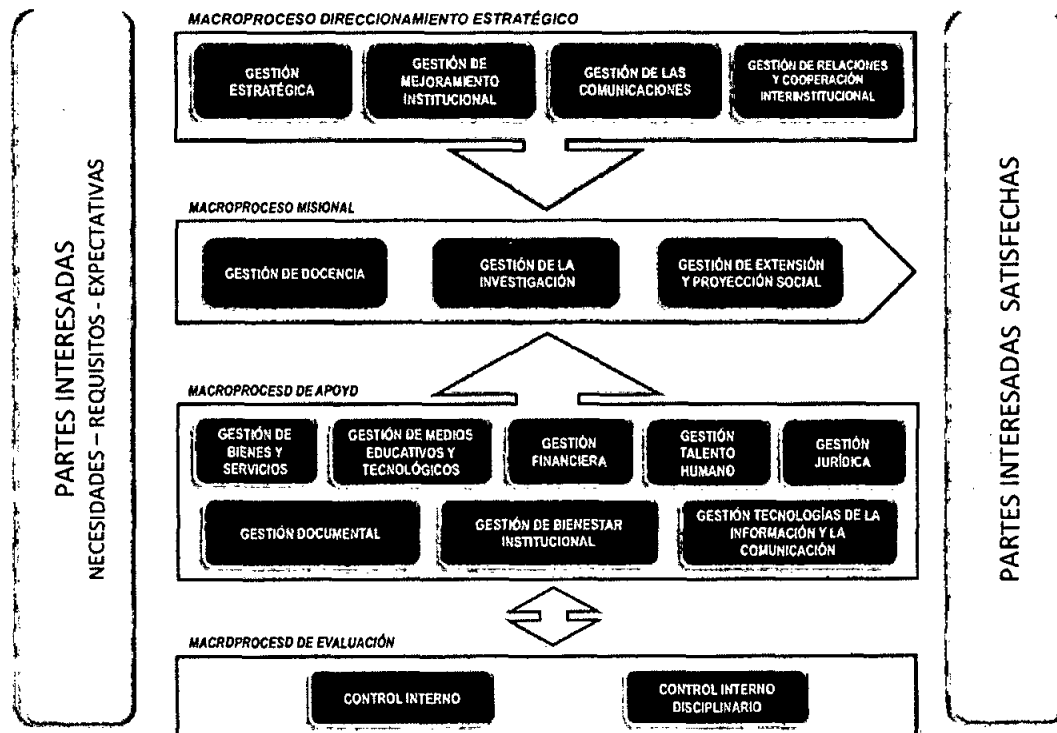 MACROPROCESO DIRECCIONAMIENTO ESTRATÉGICO
GESTIÓN
ESTRATÉGICA
GESTIÓN DE
MEJORAMIENTO
INSTITUCIONAL
GESTIÓN DE LAS
COMUNICACIONES
GESTIÓN DE RELACIONES
Y COOPERACIÓN
INTERINSTITUCIONAL
PARTES INTERESADAS
NECESIDADES – REQUISITOS - EXPECTATIVAS
MACROPROCESO MISIONAL
GESTIÓN DE DOCENCIA
GESTIÓN DE LA
INVESTIGACIÓN
GESTIÓN DE EXTENSIÓN
Y PROYECCIÓN SOCIAL
PARTES INTERESADAS SATISFECHAS
MACROPROCESD DE APOYD
GESTIÓN DE
BIENES Y
SERVICIOS
GESTIÓN DE MEDIOS
EDUCATIVOS Y
TECNOLÓGICOS
GESTIÓN
FINANCIERA
GESTIÓN
TALENTO
HUMANO
GESTIÓN
JURÍDICA
GESTIÓN DOCUMENTAL
GESTIÓN DE BIENESTAR
INSTITUCIONAL
GESTIÓN TECNOLOGÍAS DE LA
INFORMACIÓN Y LA
COMUNICACIÓN
MACRDPROCESD DE EVALUACIÓN
CONTROL INTERNO
CONTROL INTERNO
DISCIPLINARIO